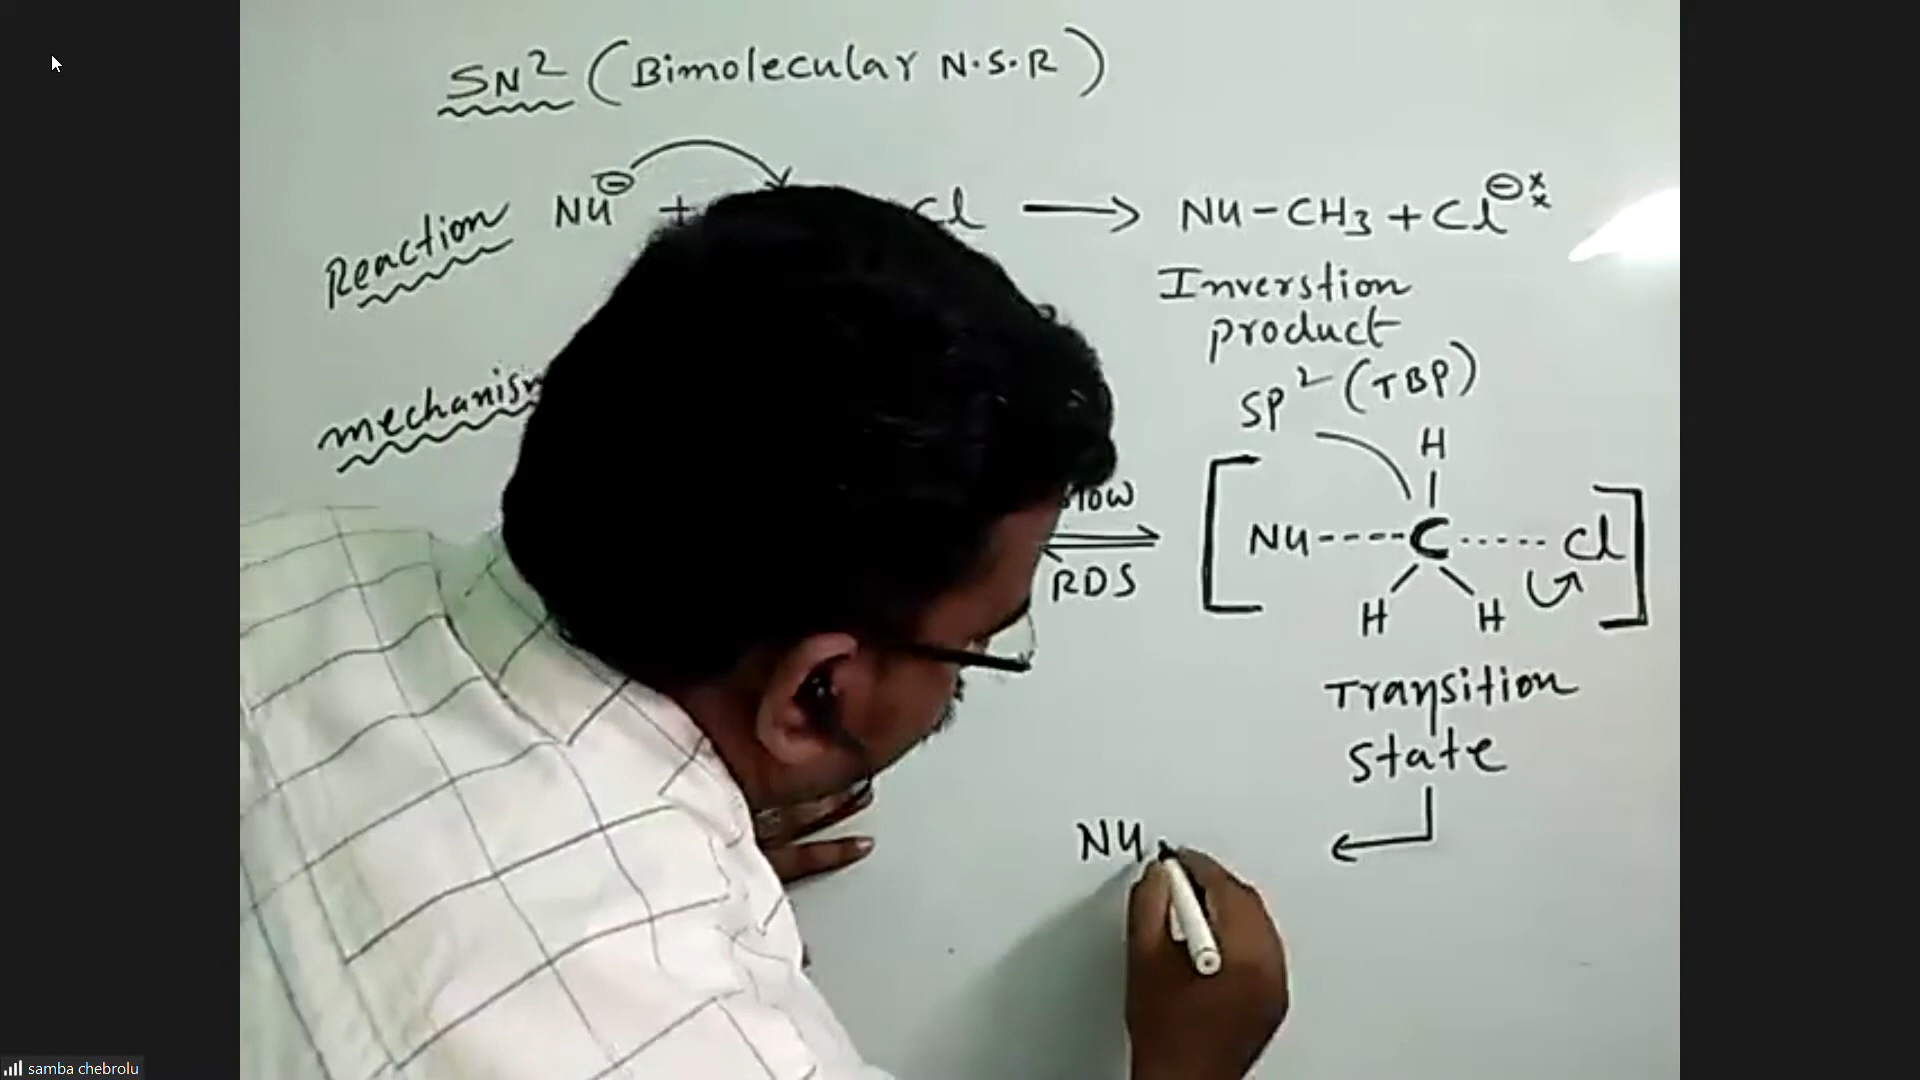 SN² (Bimolecular N.S.R)
Reaction Nu⊖ + Cl ⟶ Nu-CH3 + Cl⊖ˣₓ
Inverstion
product
mechanism
SP² (TBP)
H
slow
RDS
[Nu----C-----Cl]
H H
Transition
state
Nu
samba chebrolu